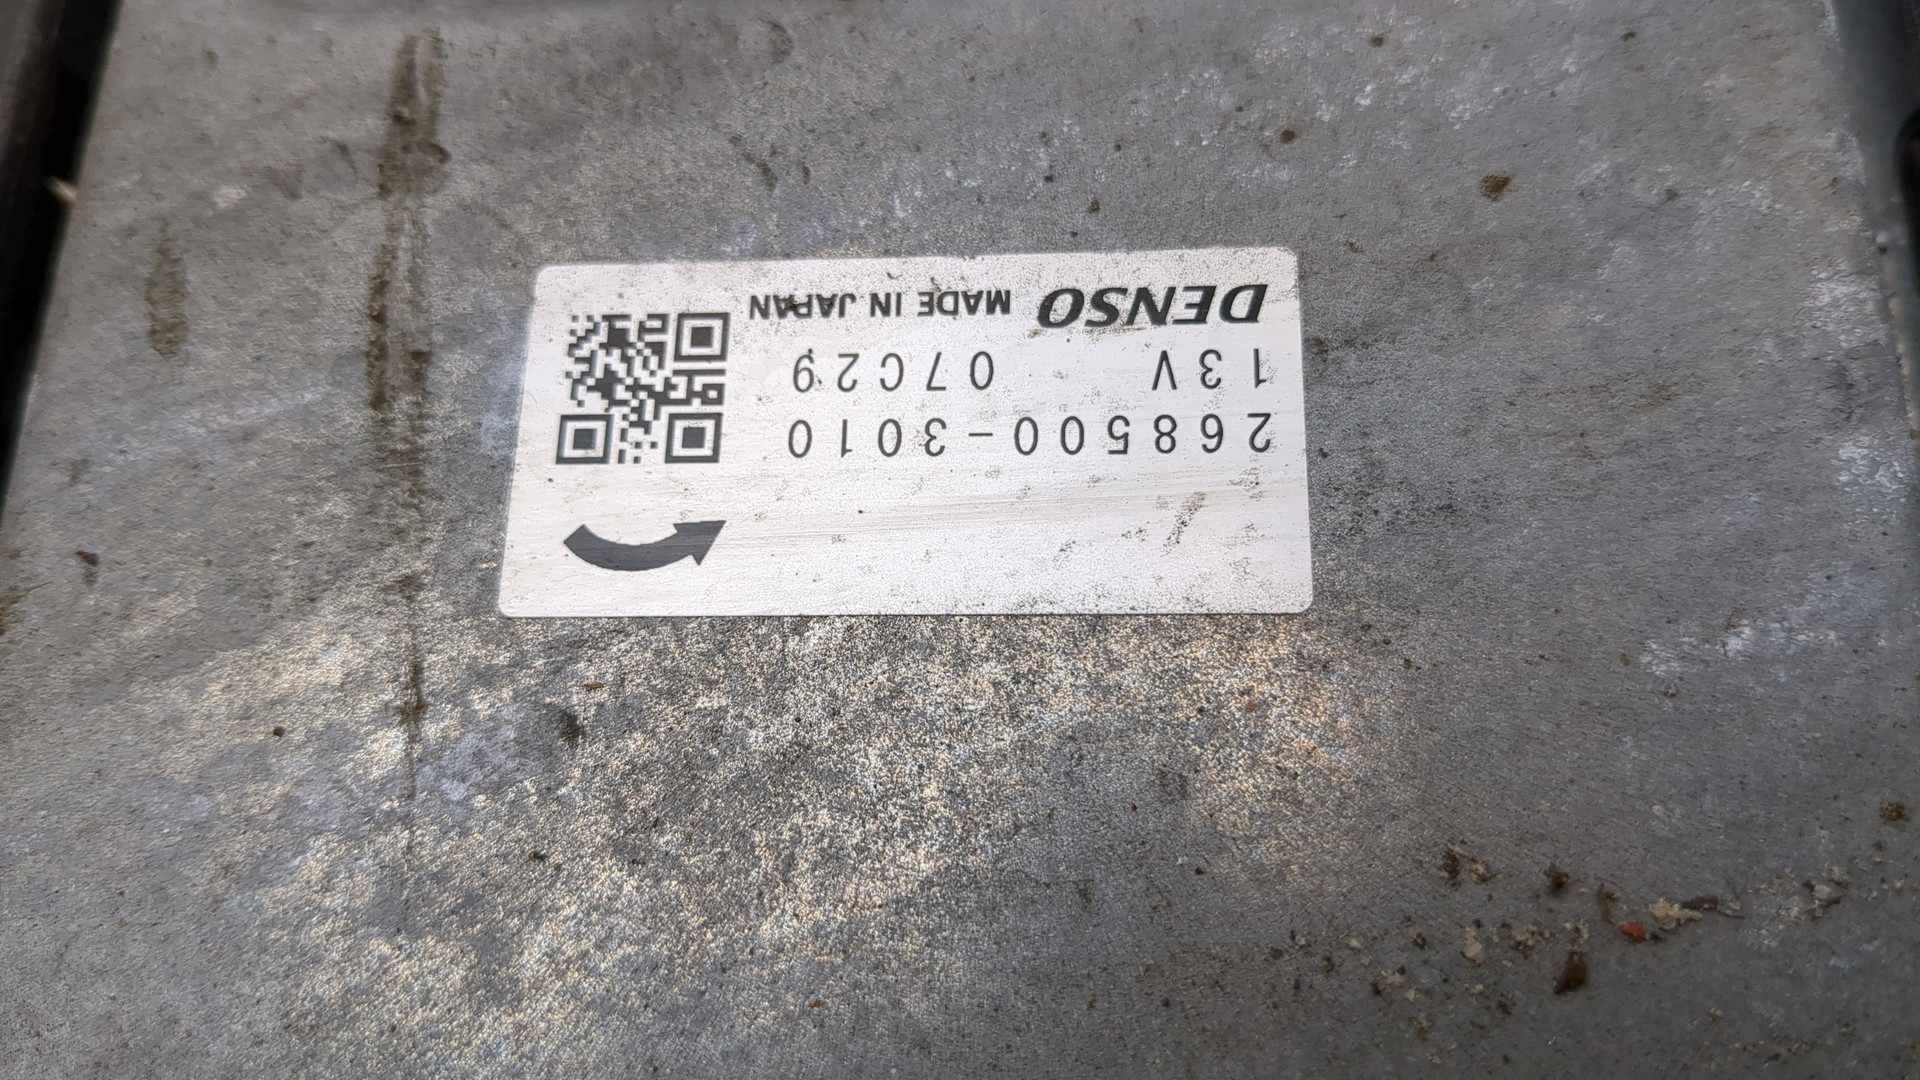 268500-3010
13V 07C29
DENSO MADE IN JAPAN